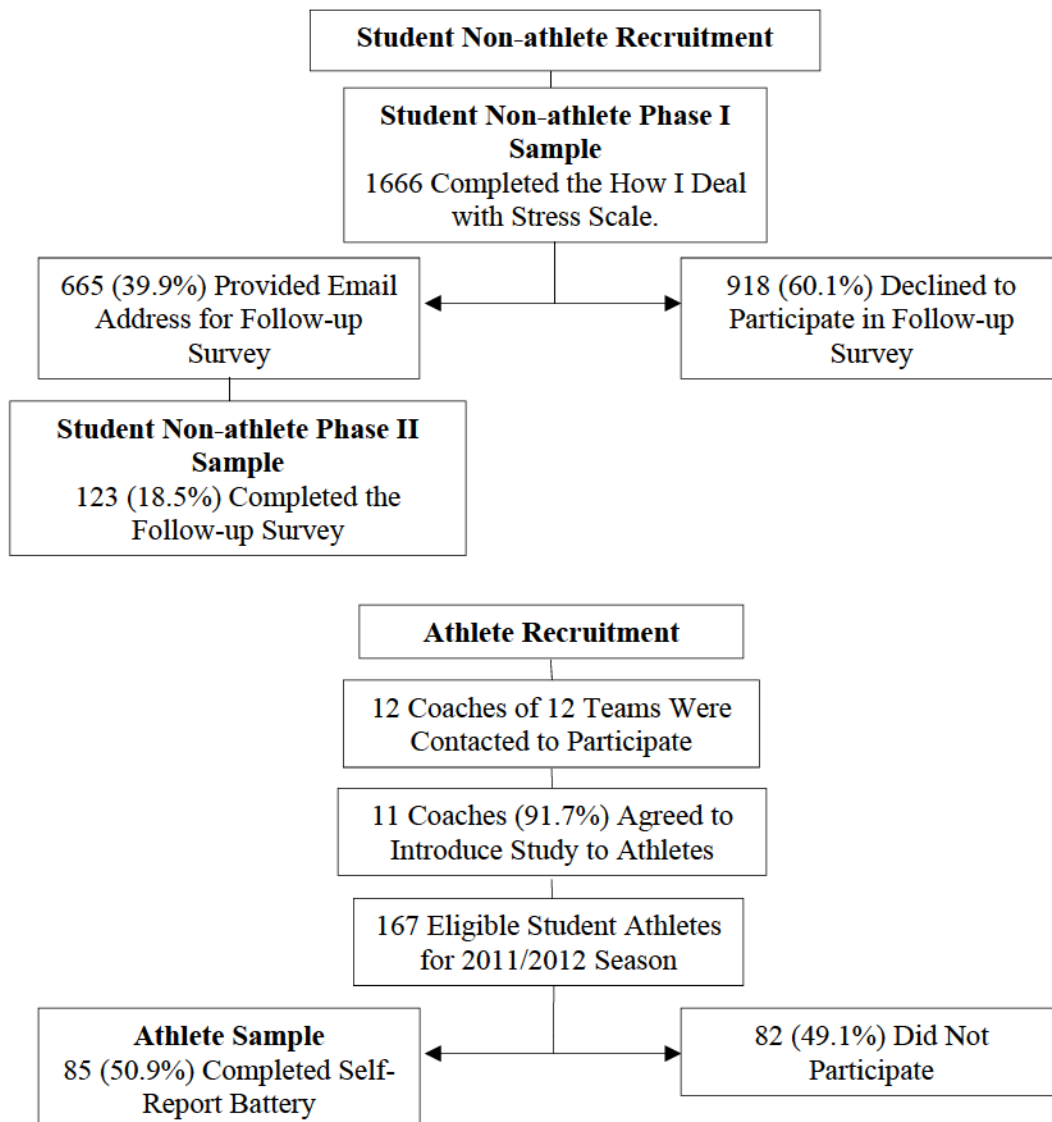 Student Non-athlete Recruitment
Student Non-athlete Phase I
Sample
1666 Completed the How I Deal
with Stress Scale.
665 (39.9%) Provided Email
Address for Follow-up
Survey
918 (60.1%) Declined to
Participate in Follow-up
Survey
Student Non-athlete Phase II
Sample
123 (18.5%) Completed the
Follow-up Survey
Athlete Recruitment
12 Coaches of 12 Teams Were
Contacted to Participate
11 Coaches (91.7%) Agreed to
Introduce Study to Athletes
167 Eligible Student Athletes
for 2011/2012 Season
Athlete Sample
85 (50.9%) Completed Self-
Report Battery
82 (49.1%) Did Not
Participate